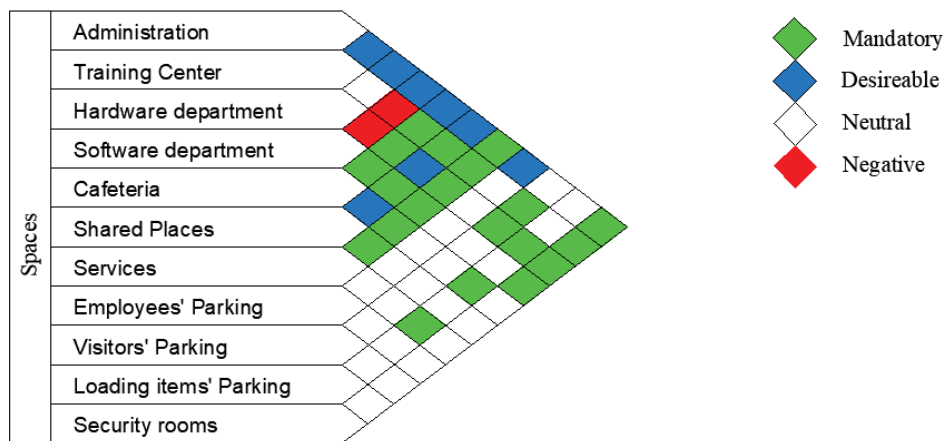 Administration
Training Center
Hardware department
Software department
Cafeteria
Shared Places
Services
Employees' Parking
Visitors' Parking
Loading items' Parking
Security rooms
Spaces
Mandatory
Desireable
Neutral
Negative